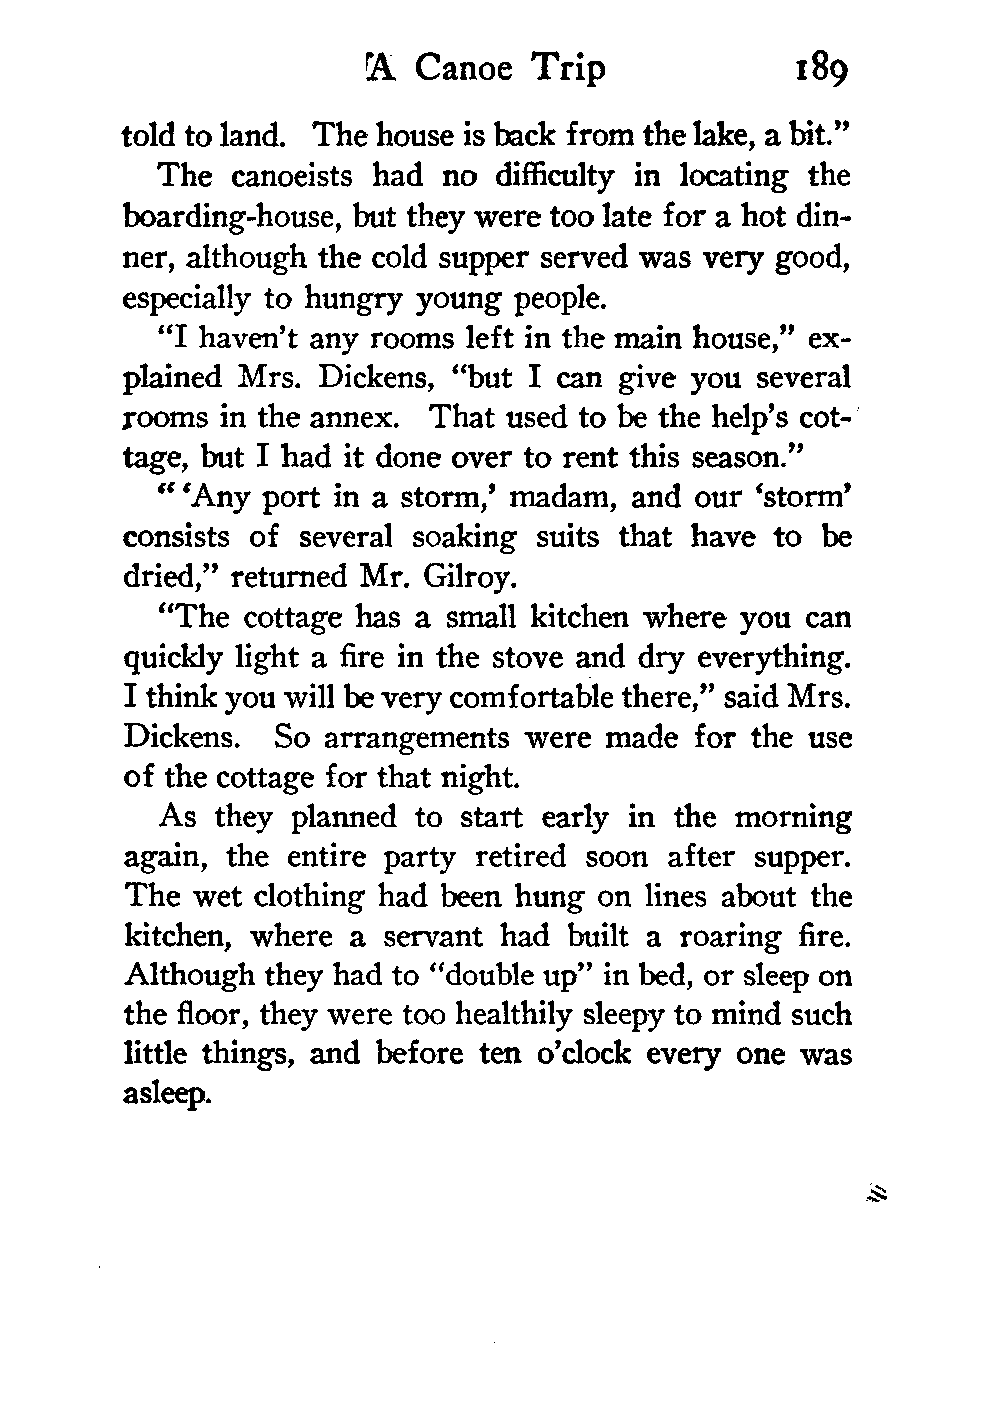 A Canoe Trip 189
told to land. The house is back from the lake, a bit.”
The canoeists had no difficulty in locating the
boarding-house, but they were too late for a hot din-
ner, although the cold supper served was very good,
especially to hungry young people.
“I haven’t any rooms left in the main house,” ex-
plained Mrs. Dickens, “but I can give you several
rooms in the annex. That used to be the help’s cot-
tage, but I had it done over to rent this season.”
“ ‘Any port in a storm,’ madam, and our ‘storm’
consists of several soaking suits that have to be
dried,” returned Mr. Gilroy.
“The cottage has a small kitchen where you can
quickly light a fire in the stove and dry everything.
I think you will be very comfortable there,” said Mrs.
Dickens. So arrangements were made for the use
of the cottage for that night.
As they planned to start early in the morning
again, the entire party retired soon after supper.
The wet clothing had been hung on lines about the
kitchen, where a servant had built a roaring fire.
Although they had to “double up” in bed, or sleep on
the floor, they were too healthily sleepy to mind such
little things, and before ten o’clock every one was
asleep.